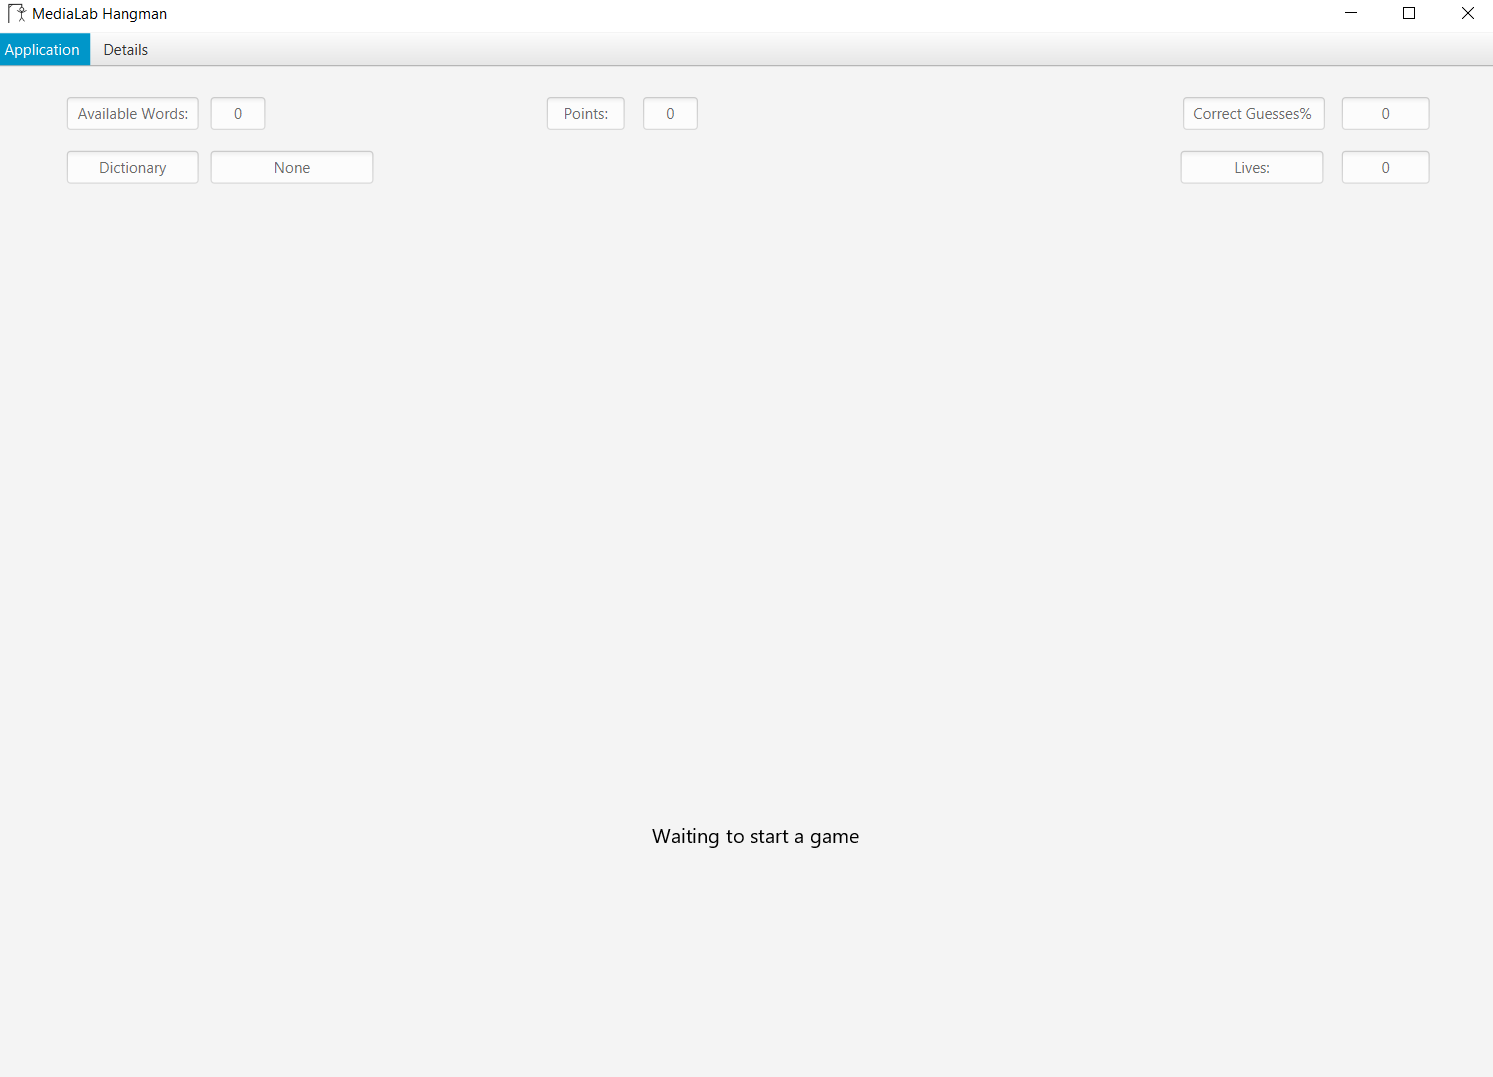 MediaLab Hangman
Application Details
Available Words: 0 Points: 0 Correct Guesses% 0
Dictionary None Lives: 0
Waiting to start a game